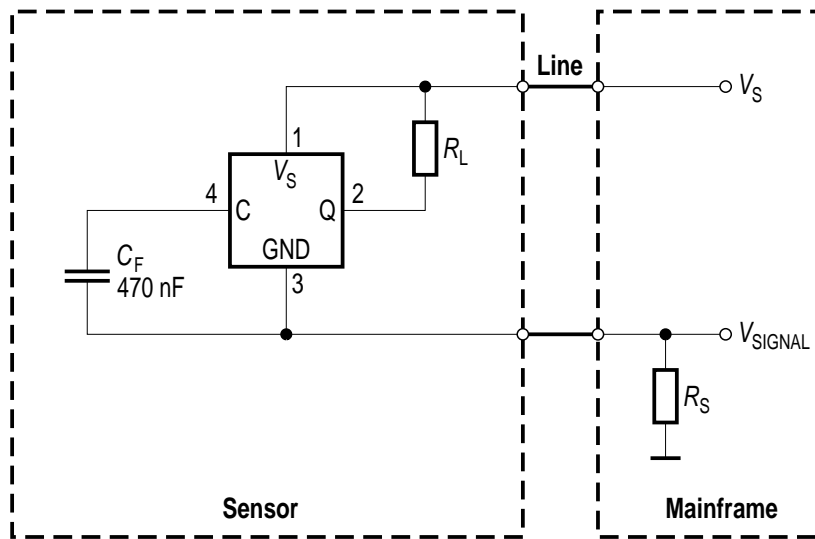 Line
V_S
1
R_L
V_S
4
2
C
Q
GND
C_F
470 nF
3
V_SIGNAL
R_S
Sensor
Mainframe